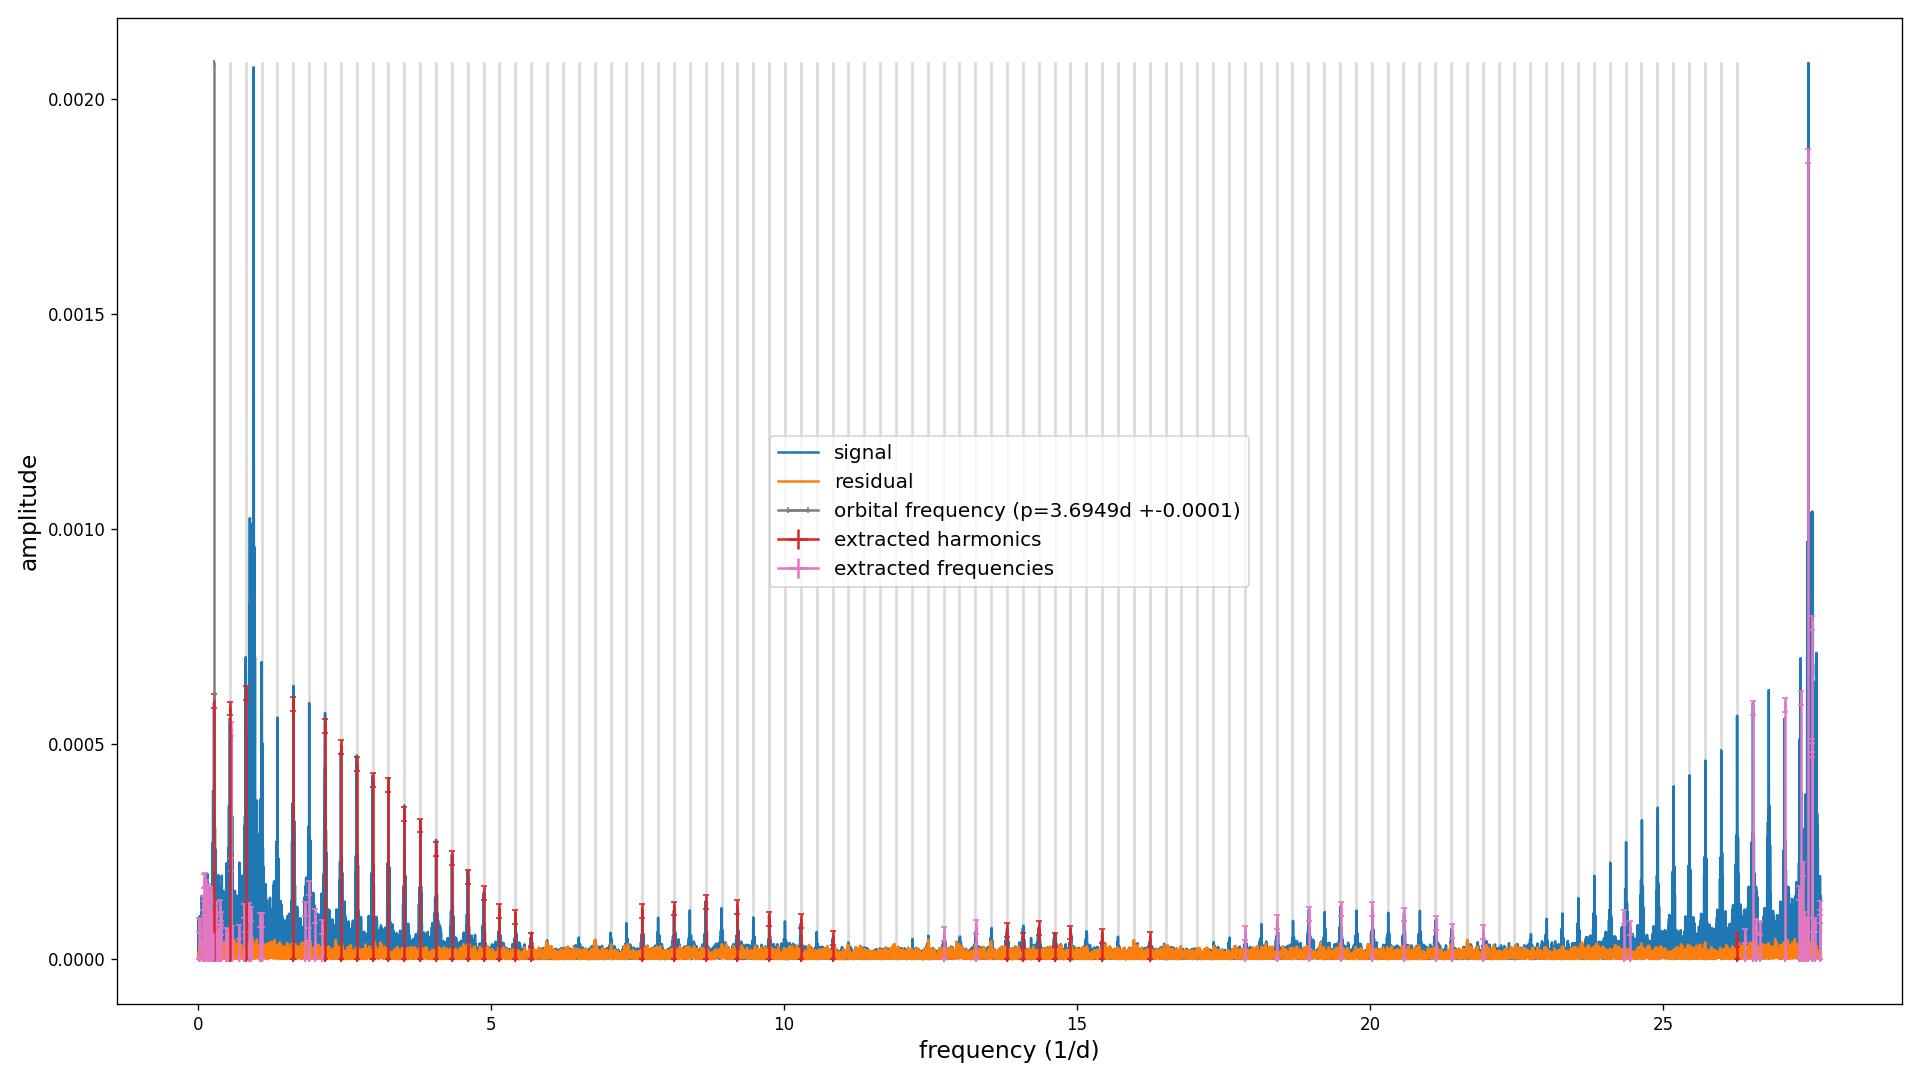 amplitude
0.0020
0.0015
0.0010
0.0005
0.0000
signal
residual
orbital frequency (p=3.6949d +-0.0001)
extracted harmonics
extracted frequencies
0 5 10 15 20 25
frequency (1/d)